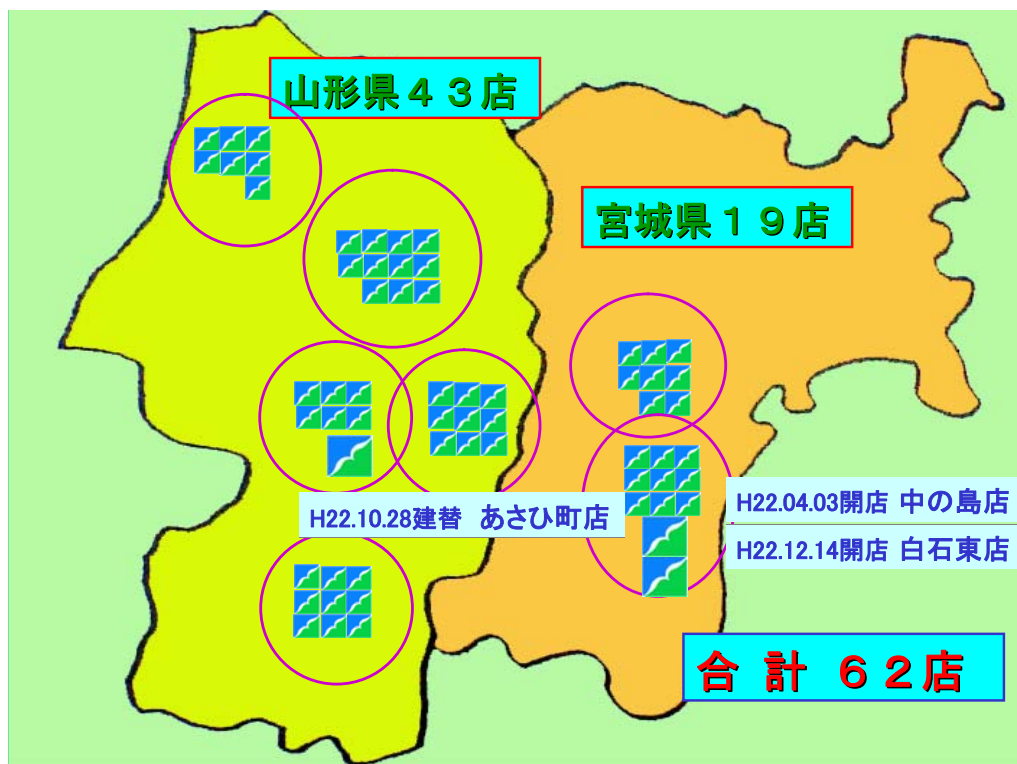 山形県４３店
宮城県１９店
H22.10.28建替　あさひ町店
H22.04.03開店 中の島店
H22.12.14開店 白石東店
合 計 ６２店